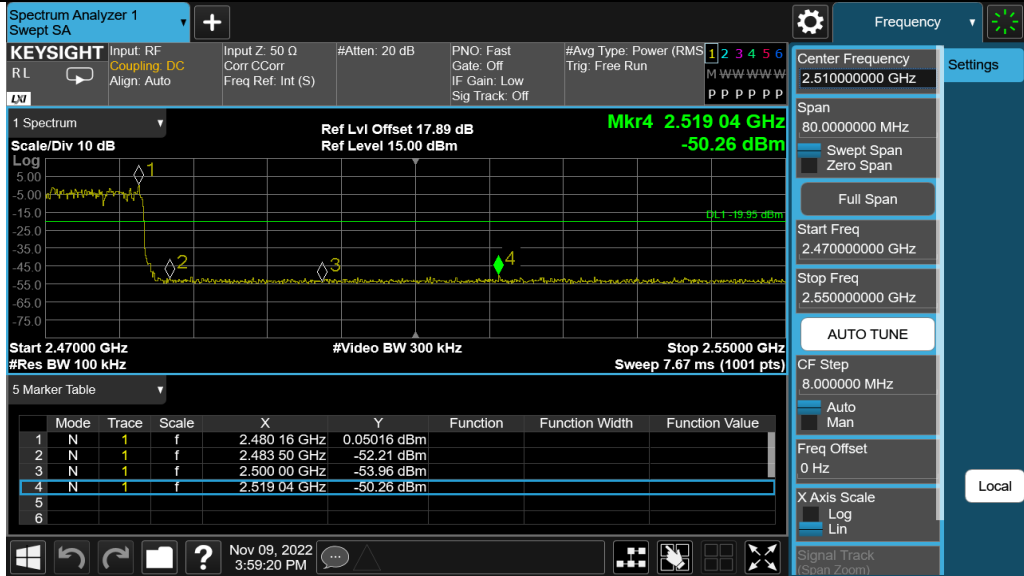 Spectrum Analyzer 1
Swept SA
+
Frequency
KEYSIGHT
R L
LXI
Input: RF
Coupling: DC
Align: Auto
Input Z: 50 Ω
Corr CCorr
Freq Ref: Int (S)
#Atten: 20 dB
PNO: Fast
Gate: Off
IF Gain: Low
Sig Track: Off
#Avg Type: Power (RMS
Trig: Free Run
1 2 3 4 5 6
M W W W W W
P P P P P P
1 Spectrum
Scale/Div 10 dB
Ref Lvl Offset 17.89 dB
Ref Level 15.00 dBm
Mkr4 2.519 04 GHz
-50.26 dBm
Log
5.00
-5.00
-15.0
-25.0
-35.0
-45.0
-55.0
-65.0
-75.0
1
2
3
4
DL1 -19.95 dBm
Start 2.47000 GHz
#Video BW 300 kHz
Stop 2.55000 GHz
#Res BW 100 kHz
Sweep 7.67 ms (1001 pts)
5 Marker Table
Mode Trace Scale X Y Function Function Width Function Value
1 N 1 f 2.480 16 GHz 0.05016 dBm
2 N 1 f 2.483 50 GHz -52.21 dBm
3 N 1 f 2.500 00 GHz -53.96 dBm
4 N 1 f 2.519 04 GHz -50.26 dBm
5
6
Nov 09, 2022
3:59:20 PM
?
Center Frequency
2.510000000 GHz
Settings
Span
80.0000000 MHz
Swept Span
Zero Span
Full Span
Start Freq
2.470000000 GHz
Stop Freq
2.550000000 GHz
AUTO TUNE
CF Step
8.000000 MHz
Auto
Man
Freq Offset
0 Hz
Local
X Axis Scale
Log
Lin
Signal Track
(Span Zoom)